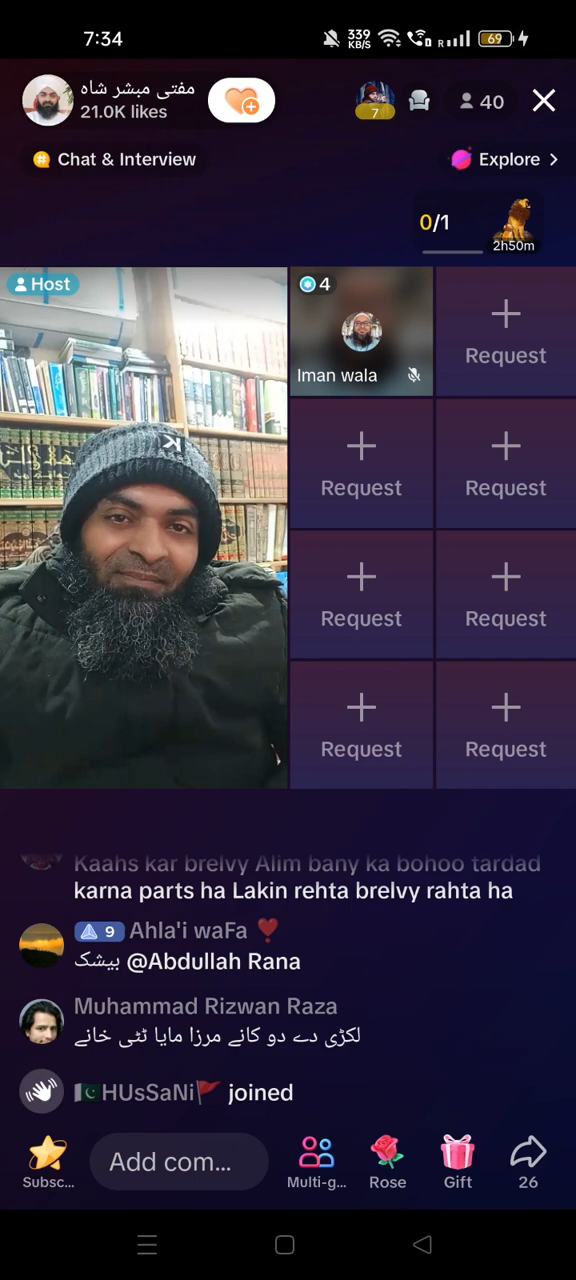 7:34
339
KB/S
R
69
مفتی مبشر شاہ
21.0K likes
7
40
Chat & Interview
Explore
0/1
2h50m
Host
4
Iman wala
K
Request
Request
Request
Request
Request
Request
Request
Kaahs kar brelvy Alim bany ka bohoo tardad
karna parts ha Lakin rehta brelvy rahta ha
9 Ahla'i waFa
بیشک @Abdullah Rana
Muhammad Rizwan Raza
لکڑی دے دو کانے مرزا مایا ٹٹی خانے
HUsSaNi joined
Add com...
Subsc...
Multi-g...
Rose
Gift
26